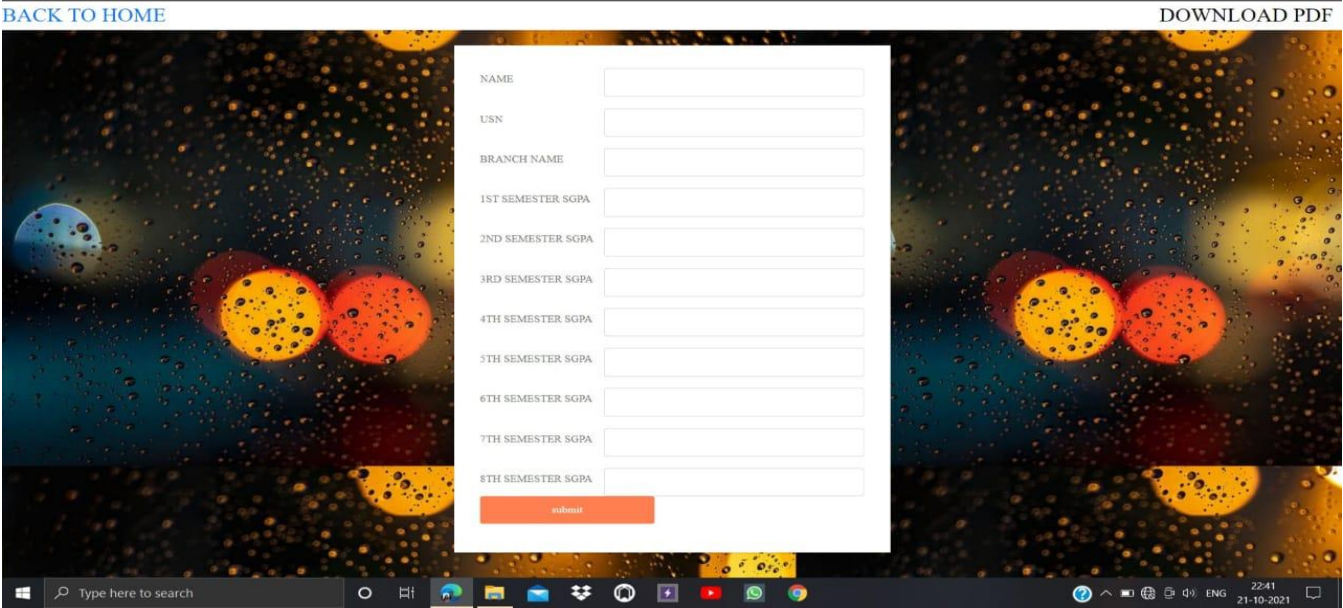 BACK TO HOME
DOWNLOAD PDF
NAME
USN
BRANCH NAME
1ST SEMESTER SGPA
2ND SEMESTER SGPA
3RD SEMESTER SGPA
4TH SEMESTER SGPA
5TH SEMESTER SGPA
6TH SEMESTER SGPA
7TH SEMESTER SGPA
8TH SEMESTER SGPA
submit
Type here to search
ENG
22:41
21-10-2021